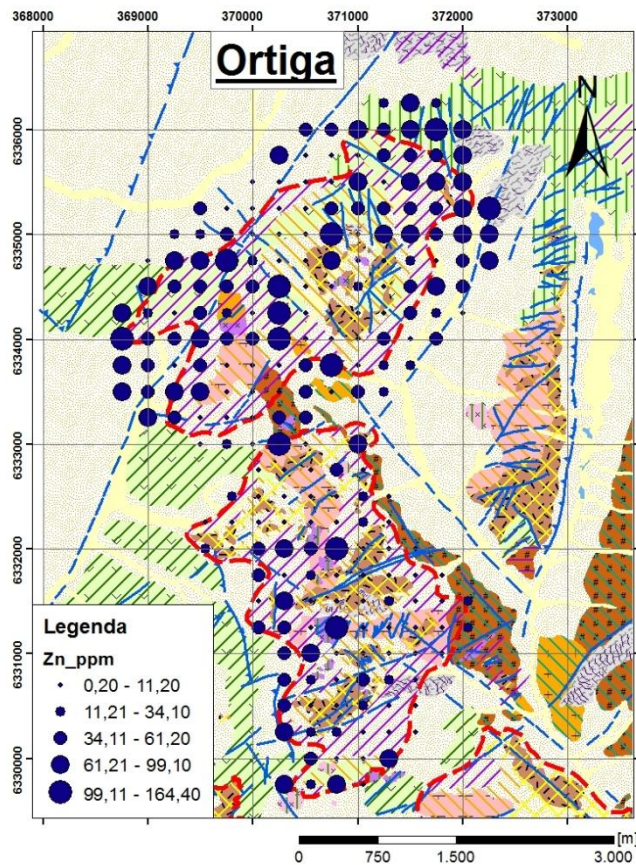 368000 369000 370000 371000 372000 373000
Ortiga
N
6336000
6335000
6334000
6333000
6332000
6331000
6330000
Legenda
Zn_ppm
0,20 - 11,20
11,21 - 34,10
34,11 - 61,20
61,21 - 99,10
99,11 - 164,40
[m]
0 750 1.500 3.000